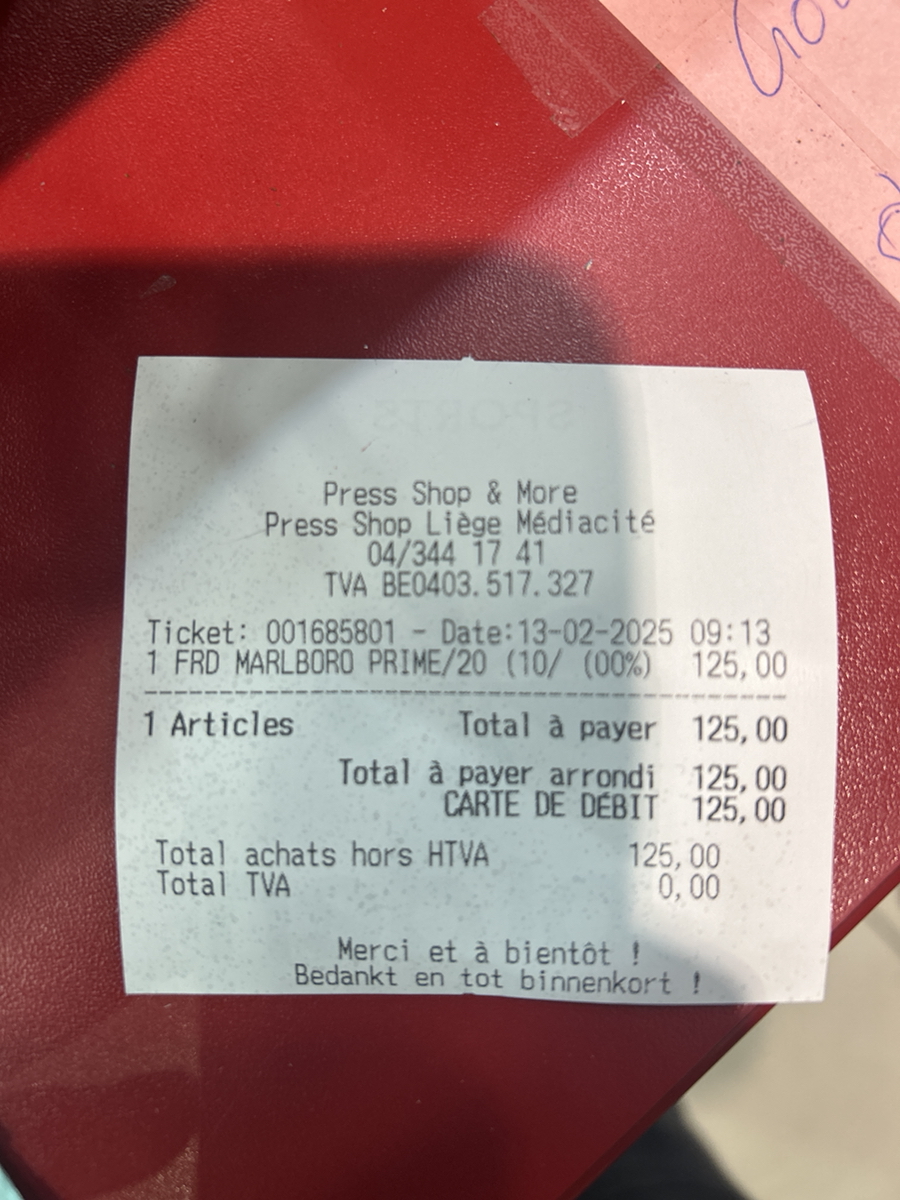 Press Shop & More
Press Shop Liège Médiacité
04/344 17 41
TVA BE0403.517.327
Ticket: 001685801 - Date:13-02-2025 09:13
1 FRD MARLBORO PRIME/20 (10/ (00%) 125,00
1 Articles Total à payer 125,00
Total à payer arrondi 125,00
CARTE DE DÉBIT 125,00
Total achats hors HTVA 125,00
Total TVA 0,00
Merci et à bientôt !
Bedankt en tot binnenkort !